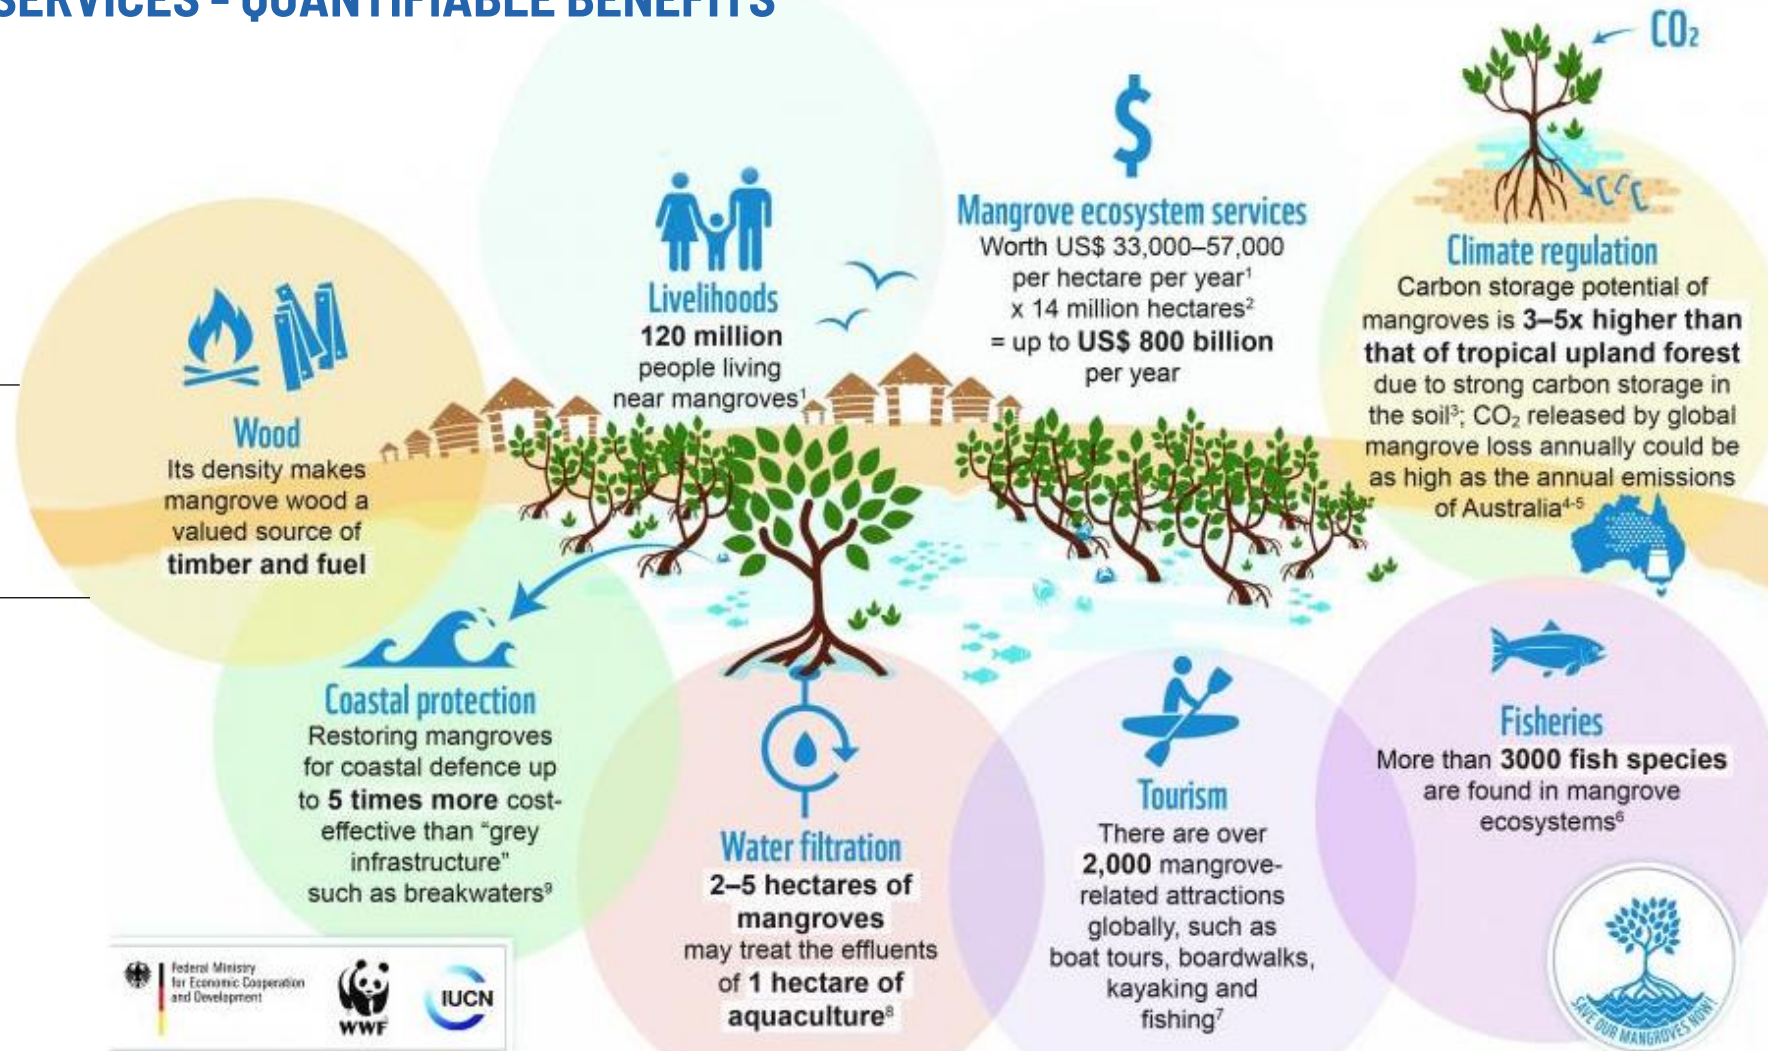 SERVICES - QUANTIFIABLE BENEFITS
CO₂
$
Mangrove ecosystem services
Worth US$ 33,000–57,000
per hectare per year¹
x 14 million hectares²
= up to US$ 800 billion
per year
Livelihoods
120 million
people living
near mangroves¹
C C C
Climate regulation
Carbon storage potential of
mangroves is 3–5x higher than
that of tropical upland forest
due to strong carbon storage in
the soil³; CO₂ released by global
mangrove loss annually could be
as high as the annual emissions
of Australia⁴⁻⁵
Wood
Its density makes
mangrove wood a
valued source of
timber and fuel
Coastal protection
Restoring mangroves
for coastal defence up
to 5 times more cost-
effective than “grey
infrastructure”
such as breakwaters⁹
Water filtration
2–5 hectares of
mangroves
may treat the effluents
of 1 hectare of
aquaculture⁸
Tourism
There are over
2,000 mangrove-
related attractions
globally, such as
boat tours, boardwalks,
kayaking and
fishing⁷
Fisheries
More than 3000 fish species
are found in mangrove
ecosystems⁶
Federal Ministry
for Economic Cooperation
and Development
WWF
IUCN
SAVE OUR MANGROVES NOW!